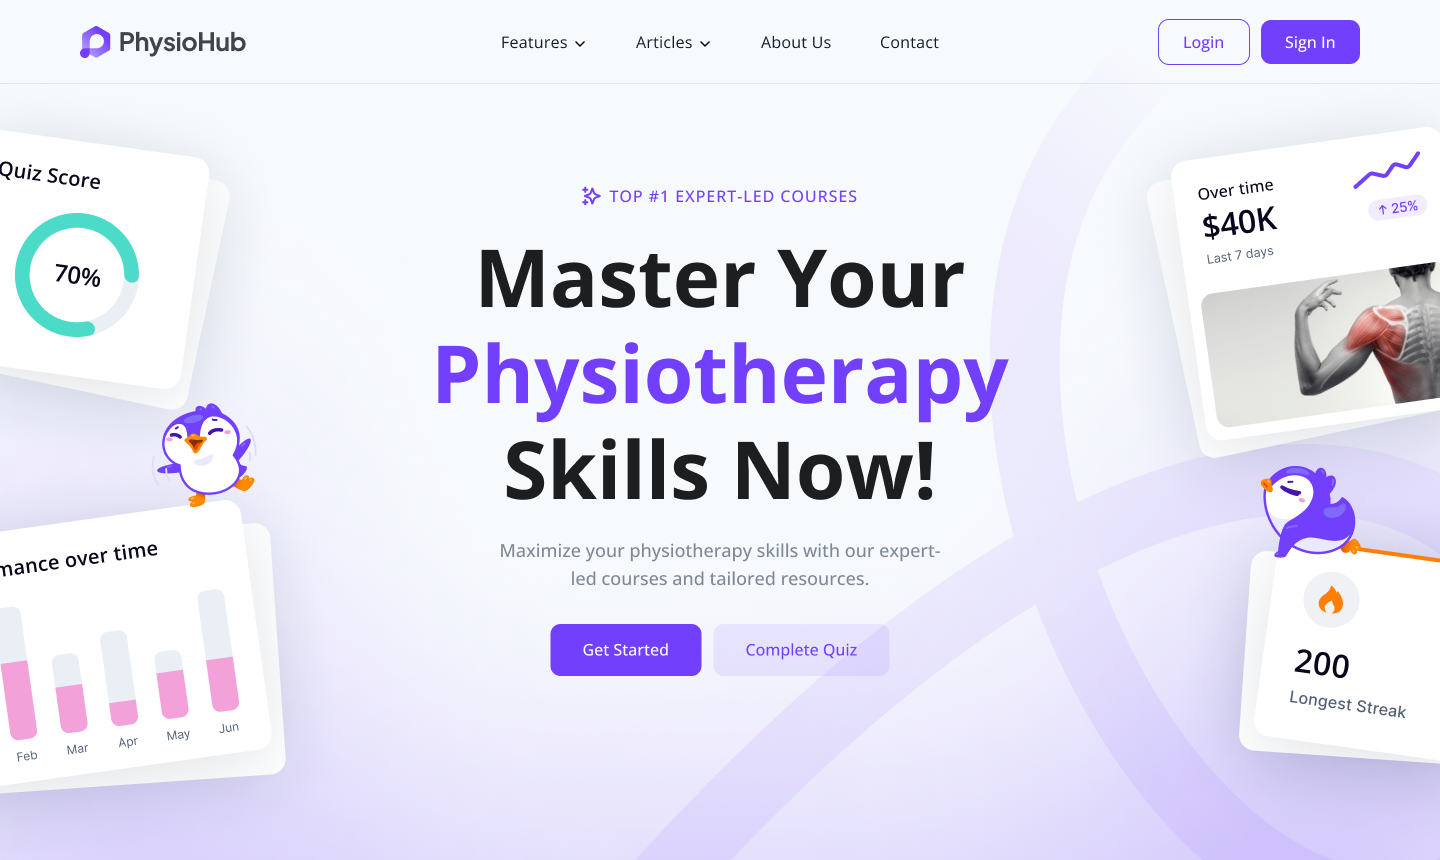 PhysioHub
Features
Articles
About Us
Contact
Login
Sign In
Quiz Score
70%
Over time
$40K
Last 7 days
↑ 25%
TOP #1 EXPERT-LED COURSES
Master Your
Physiotherapy
Skills Now!
Maximize your physiotherapy skills with our expert-
led courses and tailored resources.
Get Started
Complete Quiz
mance over time
Feb
Mar
Apr
May
Jun
200
Longest Streak